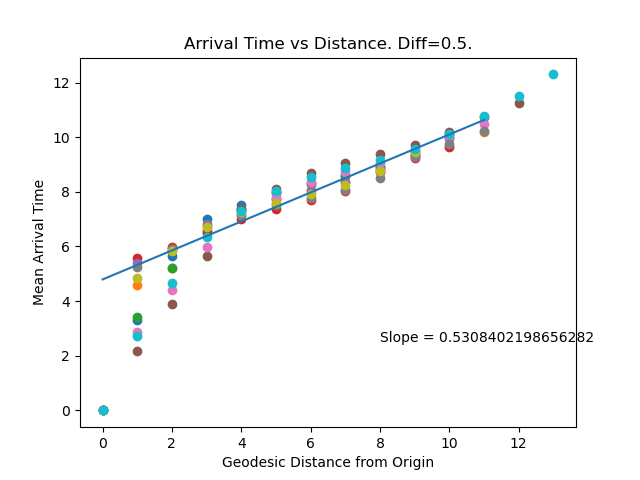 Arrival Time vs Distance. Diff=0.5.
12
10
8
6
4
2
0
Mean Arrival Time
Slope = 0.5308402198656282
0 2 4 6 8 10 12
Geodesic Distance from Origin